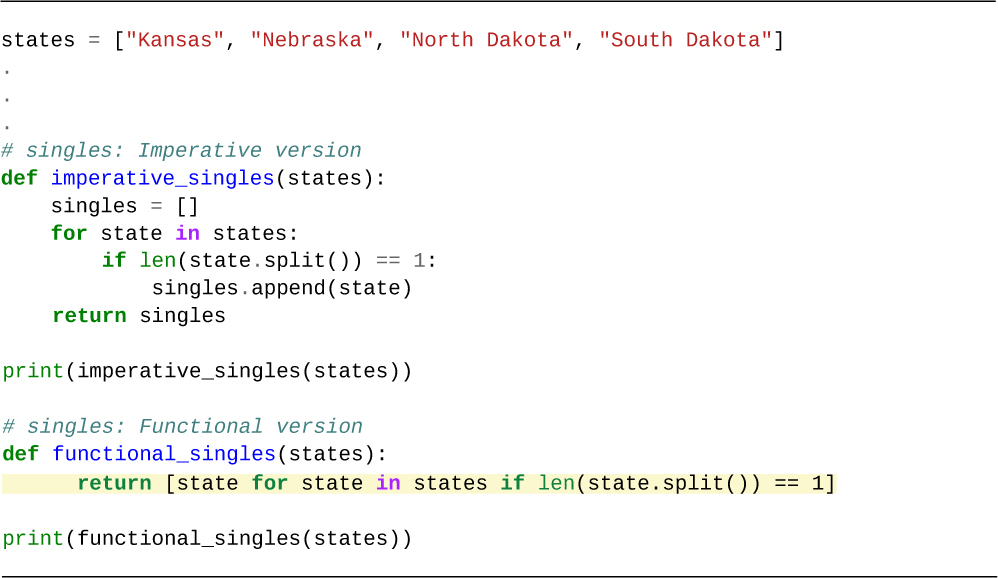 states = ["Kansas", "Nebraska", "North Dakota", "South Dakota"]
.
.
.
# singles: Imperative version
def imperative_singles(states):
    singles = []
    for state in states:
        if len(state.split()) == 1:
            singles.append(state)
    return singles

print(imperative_singles(states))

# singles: Functional version
def functional_singles(states):
      return [state for state in states if len(state.split()) == 1]

print(functional_singles(states))